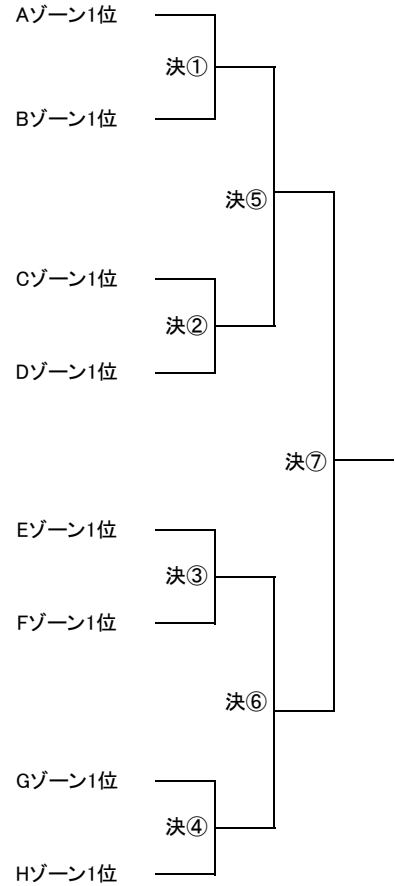 Aゾーン1位
決①
Bゾーン1位
決⑤
Cゾーン1位
決②
Dゾーン1位
決⑦
Eゾーン1位
決③
Fゾーン1位
決⑥
Gゾーン1位
決④
Hゾーン1位